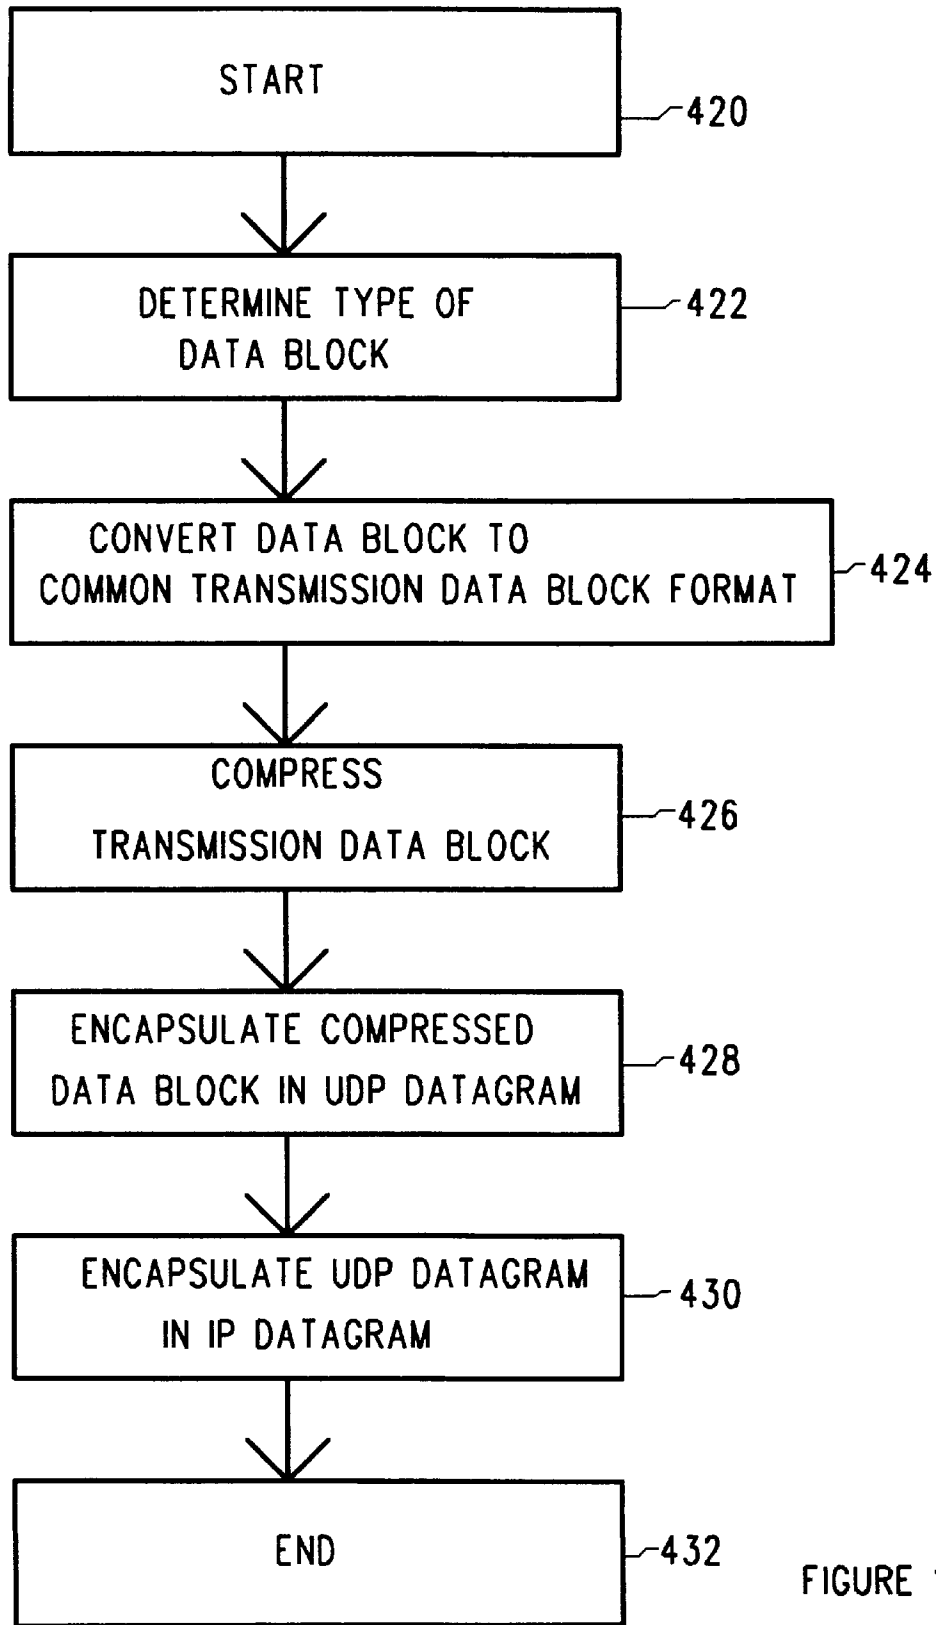 START
420
DETERMINE TYPE OF
DATA BLOCK
422
CONVERT DATA BLOCK TO
COMMON TRANSMISSION DATA BLOCK FORMAT
424
COMPRESS
TRANSMISSION DATA BLOCK
426
ENCAPSULATE COMPRESSED
DATA BLOCK IN UDP DATAGRAM
428
ENCAPSULATE UDP DATAGRAM
IN IP DATAGRAM
430
END
432
FIGURE